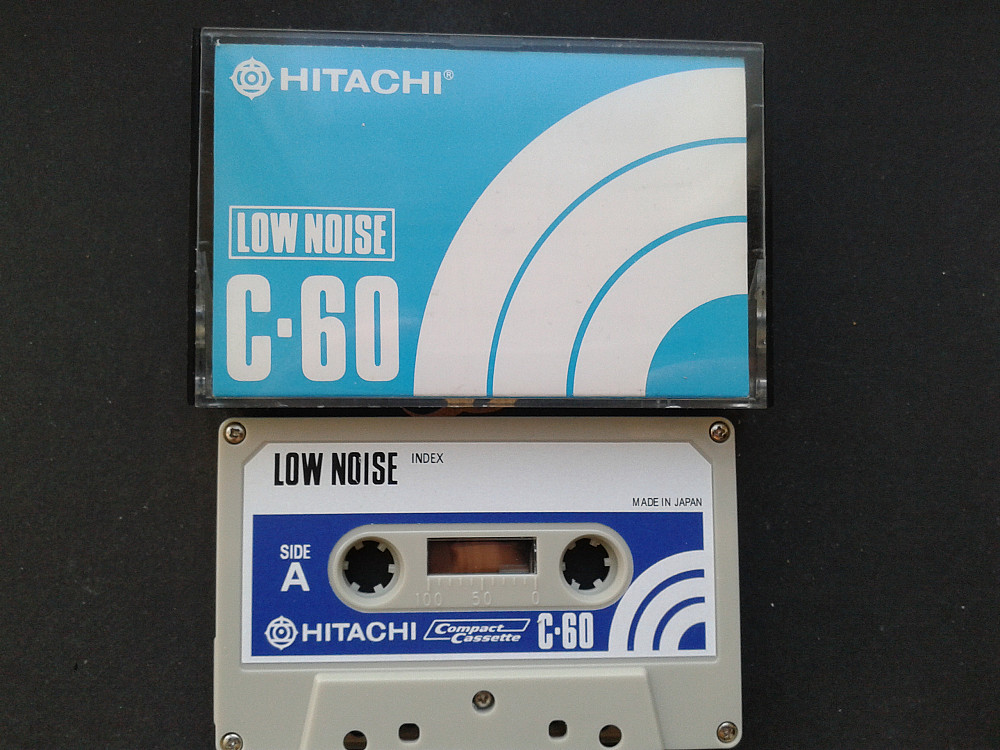 HITACHI®
LOW NOISE
C·60
LOW NOISE INDEX
MADE IN JAPAN
SIDE
A
100 50 0
HITACHI Compact Cassette C·60